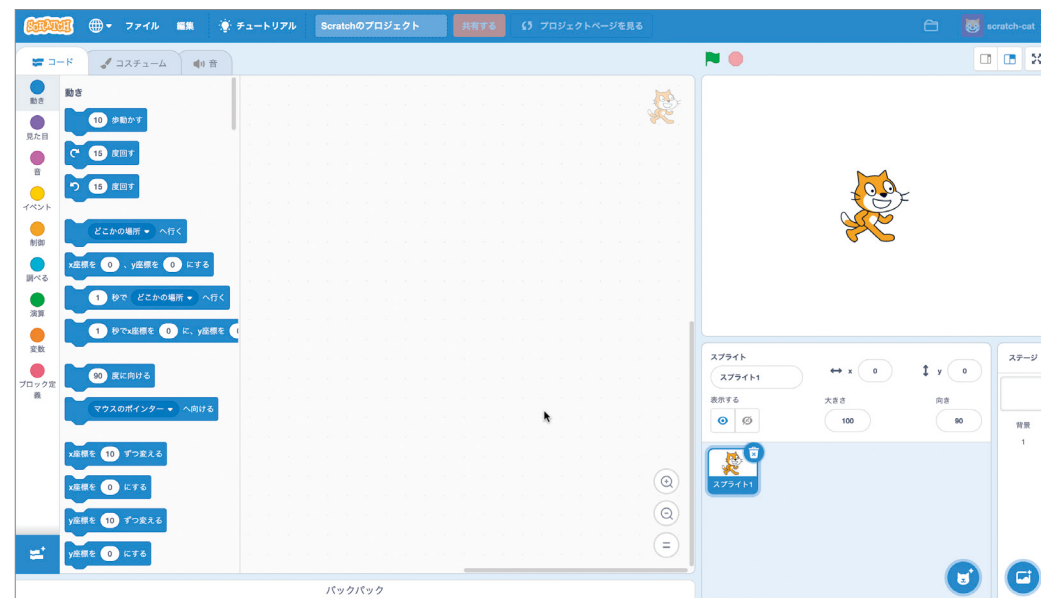 SCRATCH
ファイル
編集
チュートリアル
Scratchのプロジェクト
共有する
プロジェクトページを見る
scratch-cat
コード
コスチューム
音
動き
見た目
音
イベント
制御
調べる
演算
変数
ブロック定
義
動き
10 歩動かす
15 度回す
15 度回す
どこかの場所 へ行く
x座標を 0 、y座標を 0 にする
1 秒で どこかの場所 へ行く
1 秒でx座標を 0 に、y座標を
90 度に向ける
マウスのポインター へ向ける
x座標を 10 ずつ変える
x座標を 0 にする
y座標を 10 ずつ変える
y座標を 0 にする
バックパック
スプライト
スプライト1
x 0
y 0
表示する
大きさ
100
向き
90
スプライト1
ステージ
背景
1